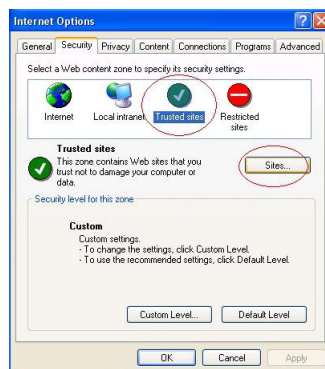 Internet Options
General Security Privacy Content Connections Programs Advanced
Select a Web content zone to specify its security settings.
Internet Local intranet Trusted sites Restricted sites
Trusted sites
This zone contains Web sites that you
trust not to damage your computer or
data.
Sites...
Security level for this zone
Custom
Custom settings.
- To change the settings, click Custom Level.
- To use the recommended settings, click Default Level.
Custom Level... Default Level
OK Cancel Apply